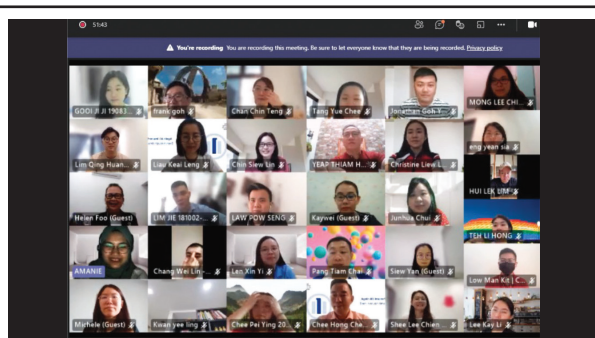 51:43
You're recording You are recording this meeting. Be sure to let everyone know that they are being recorded. Privacy policy
GOOI JI JI 19083...
frank goh
Chan Chin Teng
Tang Yue Chee
Jonathan Goh Y...
MONG LEE CHI...
Lim Qing Huan...
Liau Keai Leng
Chin Siew Lin
YEAP THIAM H...
Christine Liew L...
eng yean sia
Helen Foo (Guest)
LIM JIE 181002-...
LAW POW SENG
Kaywei (Guest)
Junhua Chui
HUI LEK LIM
TEH LI HONG
AMANIE
Chang Wei Lin -...
Len Xin Yi
Pang Tiam Chai
Siew Yan (Guest)
Low Man Kit | C...
Michele (Guest)
Kwan yee ling
Chee Pei Ying 20...
Chee Hong Che...
Shee Lee Chien...
Lee Kay Li